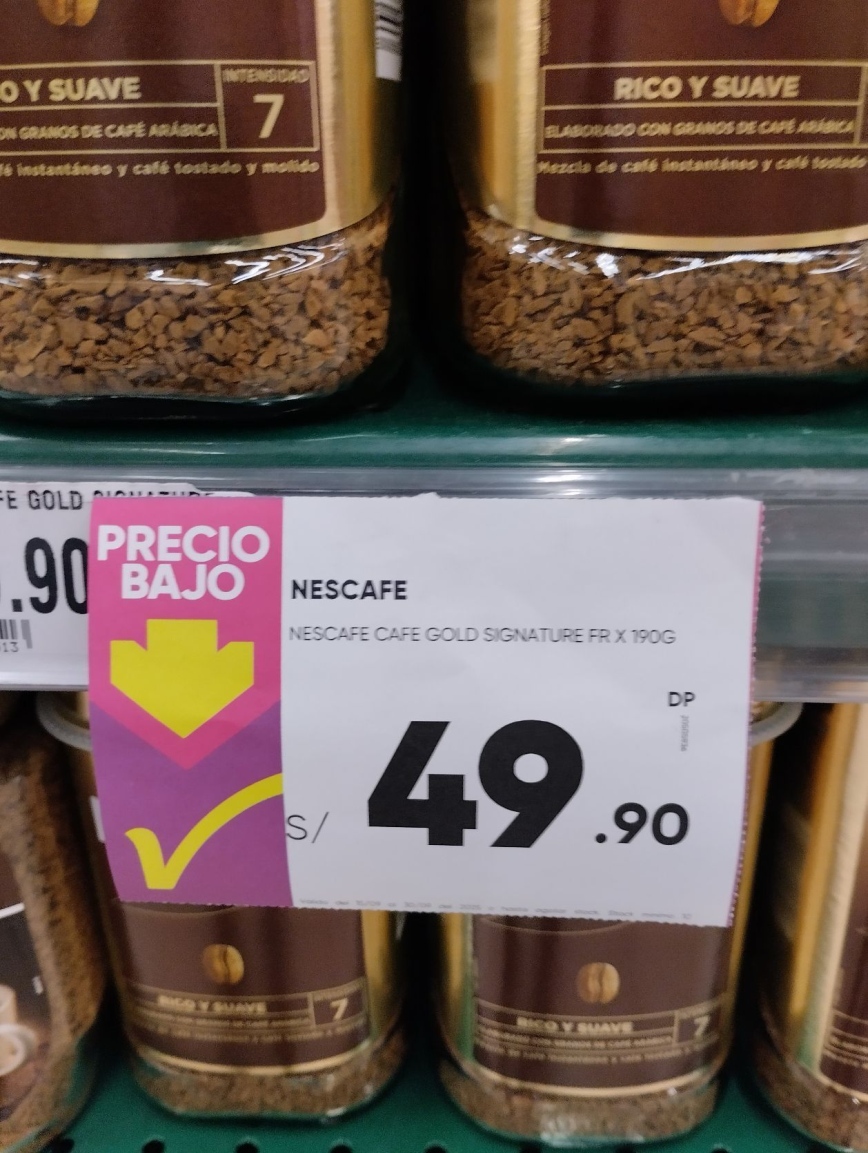 O Y SUAVE
INTENSIDAD
7
ON GRANOS DE CAFÉ ARÁBICA
fé instantáneo y café tostado y molido
RICO Y SUAVE
ELABORADO CON GRANOS DE CAFÉ ARÁBICA
Mezcla de café instantáneo y café tostado
FE GOLD SIGNATURE
.90
PRECIO
BAJO
NESCAFE
NESCAFE CAFE GOLD SIGNATURE FR X 190G
DP
S/ 49.90
RICO Y SUAVE
7
RICO Y SUAVE
7